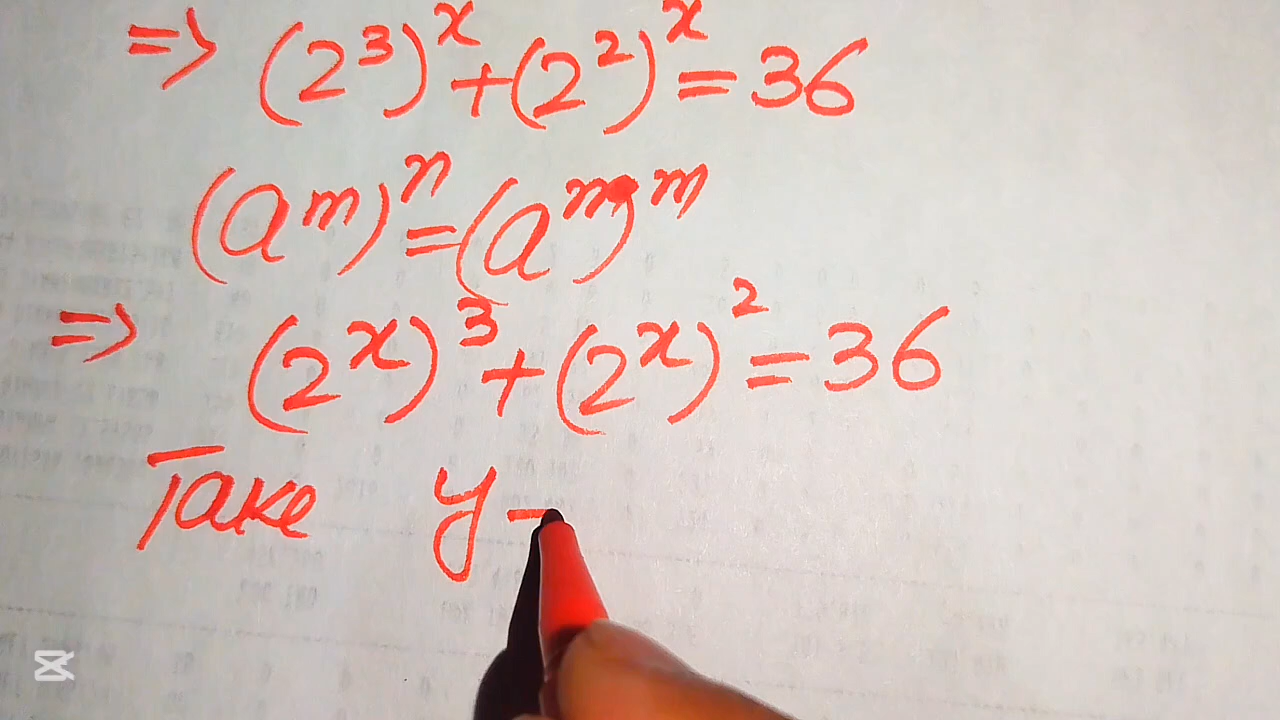 => (2³)ˣ + (2²)ˣ = 36
(aᵐ)ⁿ = (aⁿ)ᵐ
=> (2ˣ)³ + (2ˣ)² = 36
Take y -